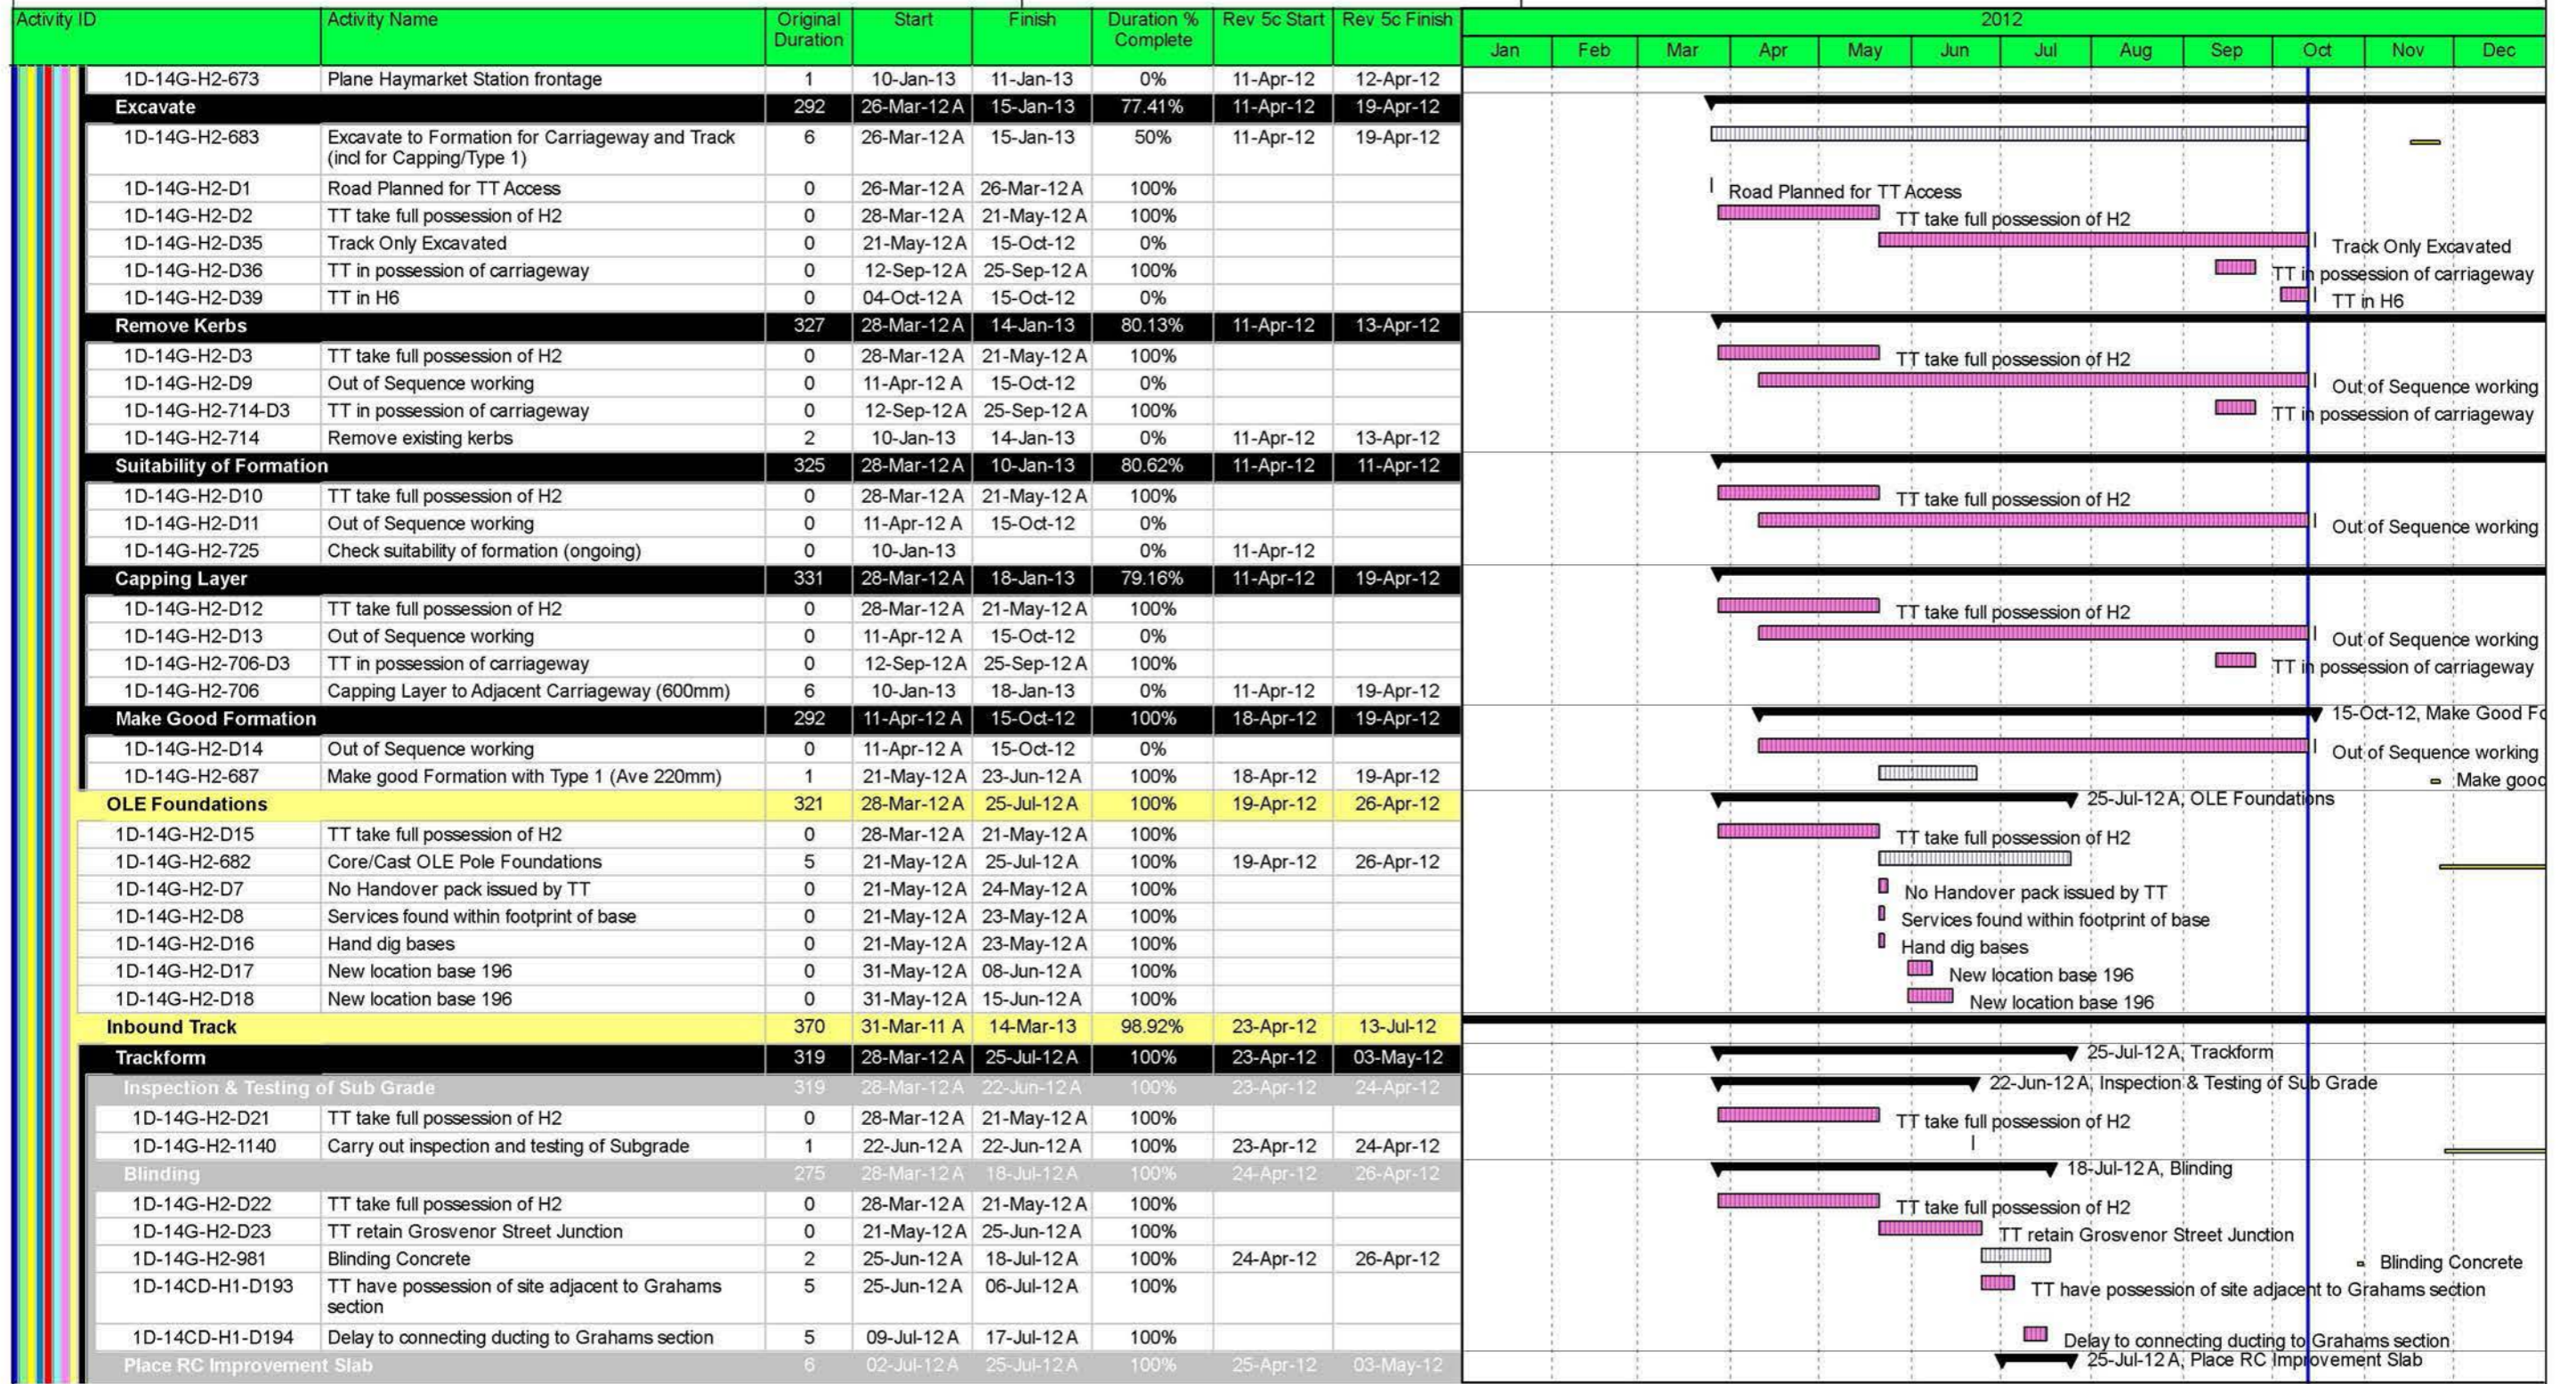 Activity ID Activity Name Original Duration Start Finish Duration % Complete Rev 5c Start Rev 5c Finish 2012
Jan Feb Mar Apr May Jun Jul Aug Sep Oct Nov Dec
1D-14G-H2-673 Plane Haymarket Station frontage 1 10-Jan-13 11-Jan-13 0% 11-Apr-12 12-Apr-12
Excavate 292 26-Mar-12 A 15-Jan-13 77.41% 11-Apr-12 19-Apr-12
1D-14G-H2-683 Excavate to Formation for Carriageway and Track (incl for Capping/Type 1) 6 26-Mar-12 A 15-Jan-13 50% 11-Apr-12 19-Apr-12
1D-14G-H2-D1 Road Planned for TT Access 0 26-Mar-12 A 26-Mar-12 A 100% Road Planned for TT Access
1D-14G-H2-D2 TT take full possession of H2 0 28-Mar-12 A 21-May-12 A 100% TT take full possession of H2
1D-14G-H2-D35 Track Only Excavated 0 21-May-12 A 15-Oct-12 0% Track Only Excavated
1D-14G-H2-D36 TT in possession of carriageway 0 12-Sep-12 A 25-Sep-12 A 100% TT in possession of carriageway
1D-14G-H2-D39 TT in H6 0 04-Oct-12 A 15-Oct-12 0% TT in H6
Remove Kerbs 327 28-Mar-12 A 14-Jan-13 80.13% 11-Apr-12 13-Apr-12
1D-14G-H2-D3 TT take full possession of H2 0 28-Mar-12 A 21-May-12 A 100% TT take full possession of H2
1D-14G-H2-D9 Out of Sequence working 0 11-Apr-12 A 15-Oct-12 0% Out of Sequence working
1D-14G-H2-714-D3 TT in possession of carriageway 0 12-Sep-12 A 25-Sep-12 A 100% TT in possession of carriageway
1D-14G-H2-714 Remove existing kerbs 2 10-Jan-13 14-Jan-13 0% 11-Apr-12 13-Apr-12
Suitability of Formation 325 28-Mar-12 A 10-Jan-13 80.62% 11-Apr-12 11-Apr-12
1D-14G-H2-D10 TT take full possession of H2 0 28-Mar-12 A 21-May-12 A 100% TT take full possession of H2
1D-14G-H2-D11 Out of Sequence working 0 11-Apr-12 A 15-Oct-12 0% Out of Sequence working
1D-14G-H2-725 Check suitability of formation (ongoing) 0 10-Jan-13 0% 11-Apr-12
Capping Layer 331 28-Mar-12 A 18-Jan-13 79.16% 11-Apr-12 19-Apr-12
1D-14G-H2-D12 TT take full possession of H2 0 28-Mar-12 A 21-May-12 A 100% TT take full possession of H2
1D-14G-H2-D13 Out of Sequence working 0 11-Apr-12 A 15-Oct-12 0% Out of Sequence working
1D-14G-H2-706-D3 TT in possession of carriageway 0 12-Sep-12 A 25-Sep-12 A 100% TT in possession of carriageway
1D-14G-H2-706 Capping Layer to Adjacent Carriageway (600mm) 6 10-Jan-13 18-Jan-13 0% 11-Apr-12 19-Apr-12
Make Good Formation 292 11-Apr-12 A 15-Oct-12 100% 18-Apr-12 19-Apr-12 15-Oct-12, Make Good Fo
1D-14G-H2-D14 Out of Sequence working 0 11-Apr-12 A 15-Oct-12 0% Out of Sequence working
1D-14G-H2-687 Make good Formation with Type 1 (Ave 220mm) 1 21-May-12 A 23-Jun-12 A 100% 18-Apr-12 19-Apr-12 Make good
OLE Foundations 321 28-Mar-12 A 25-Jul-12 A 100% 19-Apr-12 26-Apr-12 25-Jul-12 A, OLE Foundations
1D-14G-H2-D15 TT take full possession of H2 0 28-Mar-12 A 21-May-12 A 100% TT take full possession of H2
1D-14G-H2-682 Core/Cast OLE Pole Foundations 5 21-May-12 A 25-Jul-12 A 100% 19-Apr-12 26-Apr-12
1D-14G-H2-D7 No Handover pack issued by TT 0 21-May-12 A 24-May-12 A 100% No Handover pack issued by TT
1D-14G-H2-D8 Services found within footprint of base 0 21-May-12 A 23-May-12 A 100% Services found within footprint of base
1D-14G-H2-D16 Hand dig bases 0 21-May-12 A 23-May-12 A 100% Hand dig bases
1D-14G-H2-D17 New location base 196 0 31-May-12 A 08-Jun-12 A 100% New location base 196
1D-14G-H2-D18 New location base 196 0 31-May-12 A 15-Jun-12 A 100% New location base 196
Inbound Track 370 31-Mar-11 A 14-Mar-13 98.92% 23-Apr-12 13-Jul-12
Trackform 319 28-Mar-12 A 25-Jul-12 A 100% 23-Apr-12 03-May-12 25-Jul-12 A, Trackform
Inspection & Testing of Sub Grade 319 28-Mar-12 A 22-Jun-12 A 100% 23-Apr-12 24-Apr-12 22-Jun-12 A, Inspection & Testing of Sub Grade
1D-14G-H2-D21 TT take full possession of H2 0 28-Mar-12 A 21-May-12 A 100% TT take full possession of H2
1D-14G-H2-1140 Carry out inspection and testing of Subgrade 1 22-Jun-12 A 22-Jun-12 A 100% 23-Apr-12 24-Apr-12
Blinding 275 28-Mar-12 A 18-Jul-12 A 100% 24-Apr-12 26-Apr-12 18-Jul-12 A, Blinding
1D-14G-H2-D22 TT take full possession of H2 0 28-Mar-12 A 21-May-12 A 100% TT take full possession of H2
1D-14G-H2-D23 TT retain Grosvenor Street Junction 0 21-May-12 A 25-Jun-12 A 100% TT retain Grosvenor Street Junction
1D-14G-H2-981 Blinding Concrete 2 25-Jun-12 A 18-Jul-12 A 100% 24-Apr-12 26-Apr-12 Blinding Concrete
1D-14CD-H1-D193 TT have possession of site adjacent to Grahams section 5 25-Jun-12 A 06-Jul-12 A 100% TT have possession of site adjacent to Grahams section
1D-14CD-H1-D194 Delay to connecting ducting to Grahams section 5 09-Jul-12 A 17-Jul-12 A 100% Delay to connecting ducting to Grahams section
Place RC Improvement Slab 6 02-Jul-12 A 25-Jul-12 A 100% 25-Apr-12 03-May-12 25-Jul-12 A, Place RC Improvement Slab